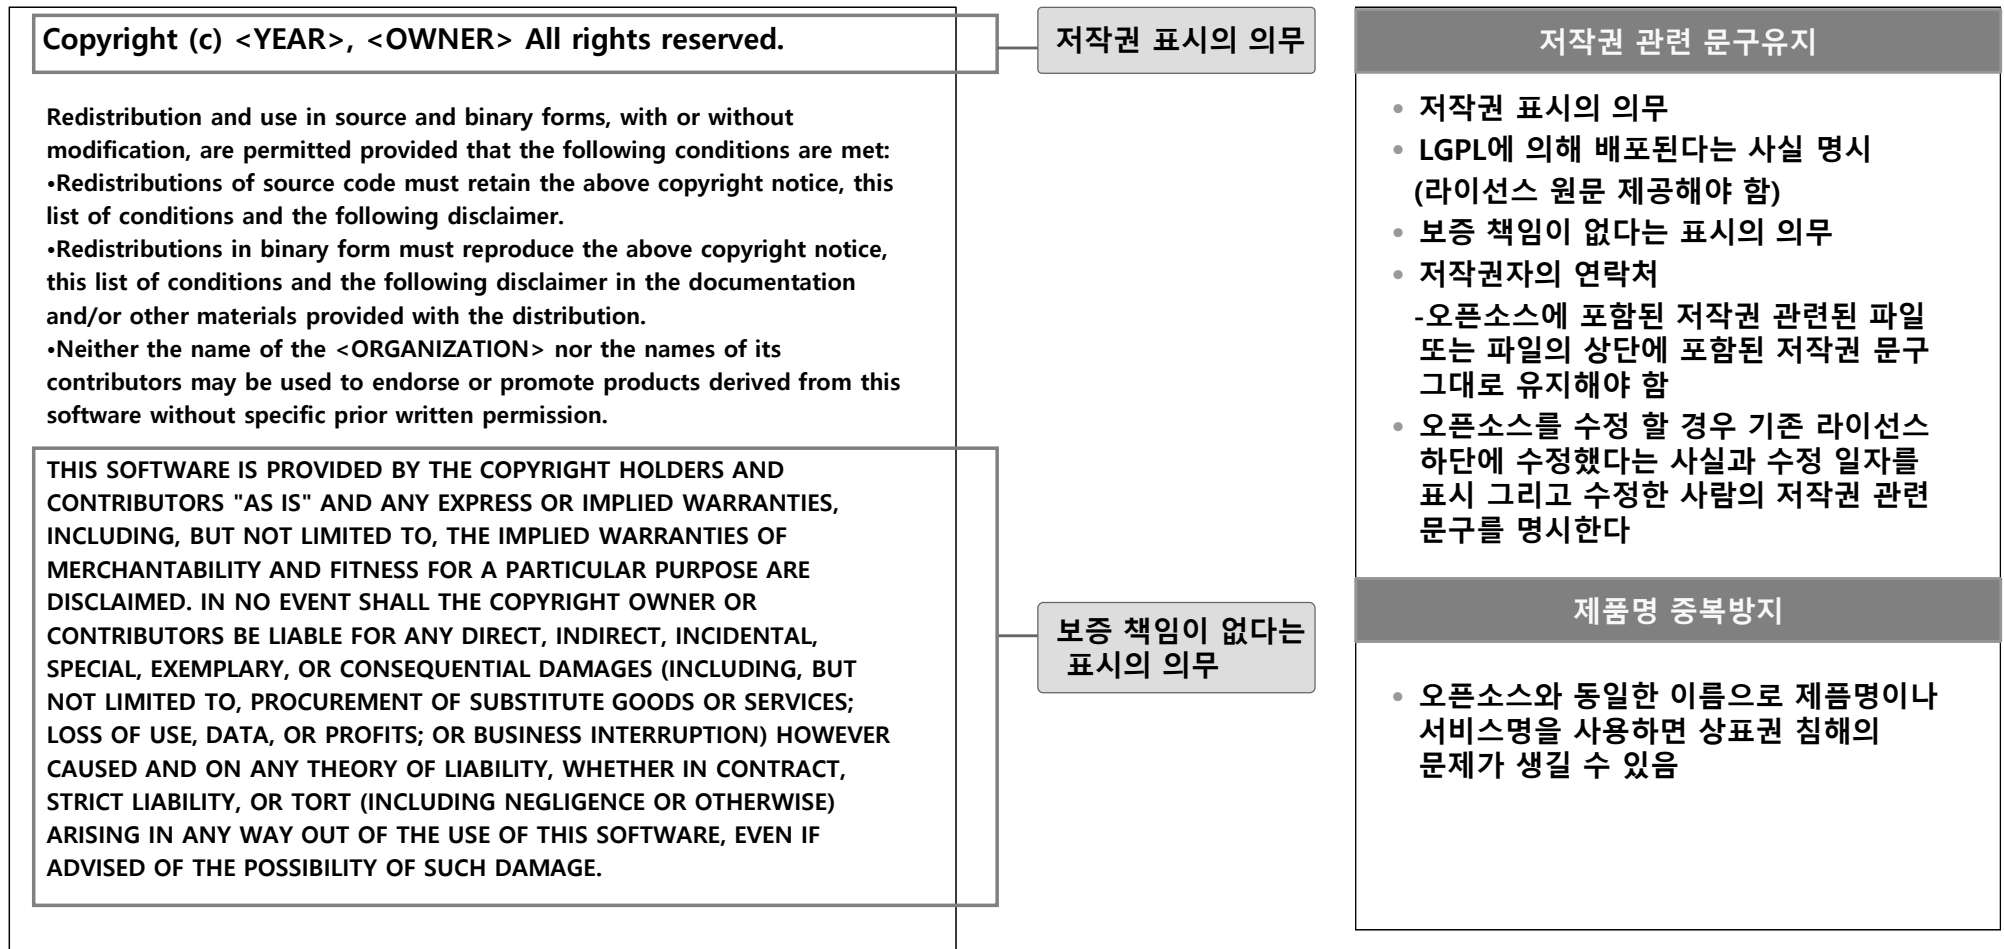 Copyright (c) <YEAR>, <OWNER> All rights reserved.
Redistribution and use in source and binary forms, with or without
modification, are permitted provided that the following conditions are met:
•Redistributions of source code must retain the above copyright notice, this
list of conditions and the following disclaimer.
•Redistributions in binary form must reproduce the above copyright notice,
this list of conditions and the following disclaimer in the documentation
and/or other materials provided with the distribution.
•Neither the name of the <ORGANIZATION> nor the names of its
contributors may be used to endorse or promote products derived from this
software without specific prior written permission.
THIS SOFTWARE IS PROVIDED BY THE COPYRIGHT HOLDERS AND
CONTRIBUTORS "AS IS" AND ANY EXPRESS OR IMPLIED WARRANTIES,
INCLUDING, BUT NOT LIMITED TO, THE IMPLIED WARRANTIES OF
MERCHANTABILITY AND FITNESS FOR A PARTICULAR PURPOSE ARE
DISCLAIMED. IN NO EVENT SHALL THE COPYRIGHT OWNER OR
CONTRIBUTORS BE LIABLE FOR ANY DIRECT, INDIRECT, INCIDENTAL,
SPECIAL, EXEMPLARY, OR CONSEQUENTIAL DAMAGES (INCLUDING, BUT
NOT LIMITED TO, PROCUREMENT OF SUBSTITUTE GOODS OR SERVICES;
LOSS OF USE, DATA, OR PROFITS; OR BUSINESS INTERRUPTION) HOWEVER
CAUSED AND ON ANY THEORY OF LIABILITY, WHETHER IN CONTRACT,
STRICT LIABILITY, OR TORT (INCLUDING NEGLIGENCE OR OTHERWISE)
ARISING IN ANY WAY OUT OF THE USE OF THIS SOFTWARE, EVEN IF
ADVISED OF THE POSSIBILITY OF SUCH DAMAGE.
저작권 표시의 의무
보증 책임이 없다는
표시의 의무
저작권 관련 문구유지
• 저작권 표시의 의무
• LGPL에 의해 배포된다는 사실 명시
(라이선스 원문 제공해야 함)
• 보증 책임이 없다는 표시의 의무
• 저작권자의 연락처
-오픈소스에 포함된 저작권 관련된 파일
또는 파일의 상단에 포함된 저작권 문구
그대로 유지해야 함
• 오픈소스를 수정 할 경우 기존 라이선스
하단에 수정했다는 사실과 수정 일자를
표시 그리고 수정한 사람의 저작권 관련
문구를 명시한다
제품명 중복방지
• 오픈소스와 동일한 이름으로 제픔명이나
서비스명을 사용하면 상표권 침해의
문제가 생길 수 있음